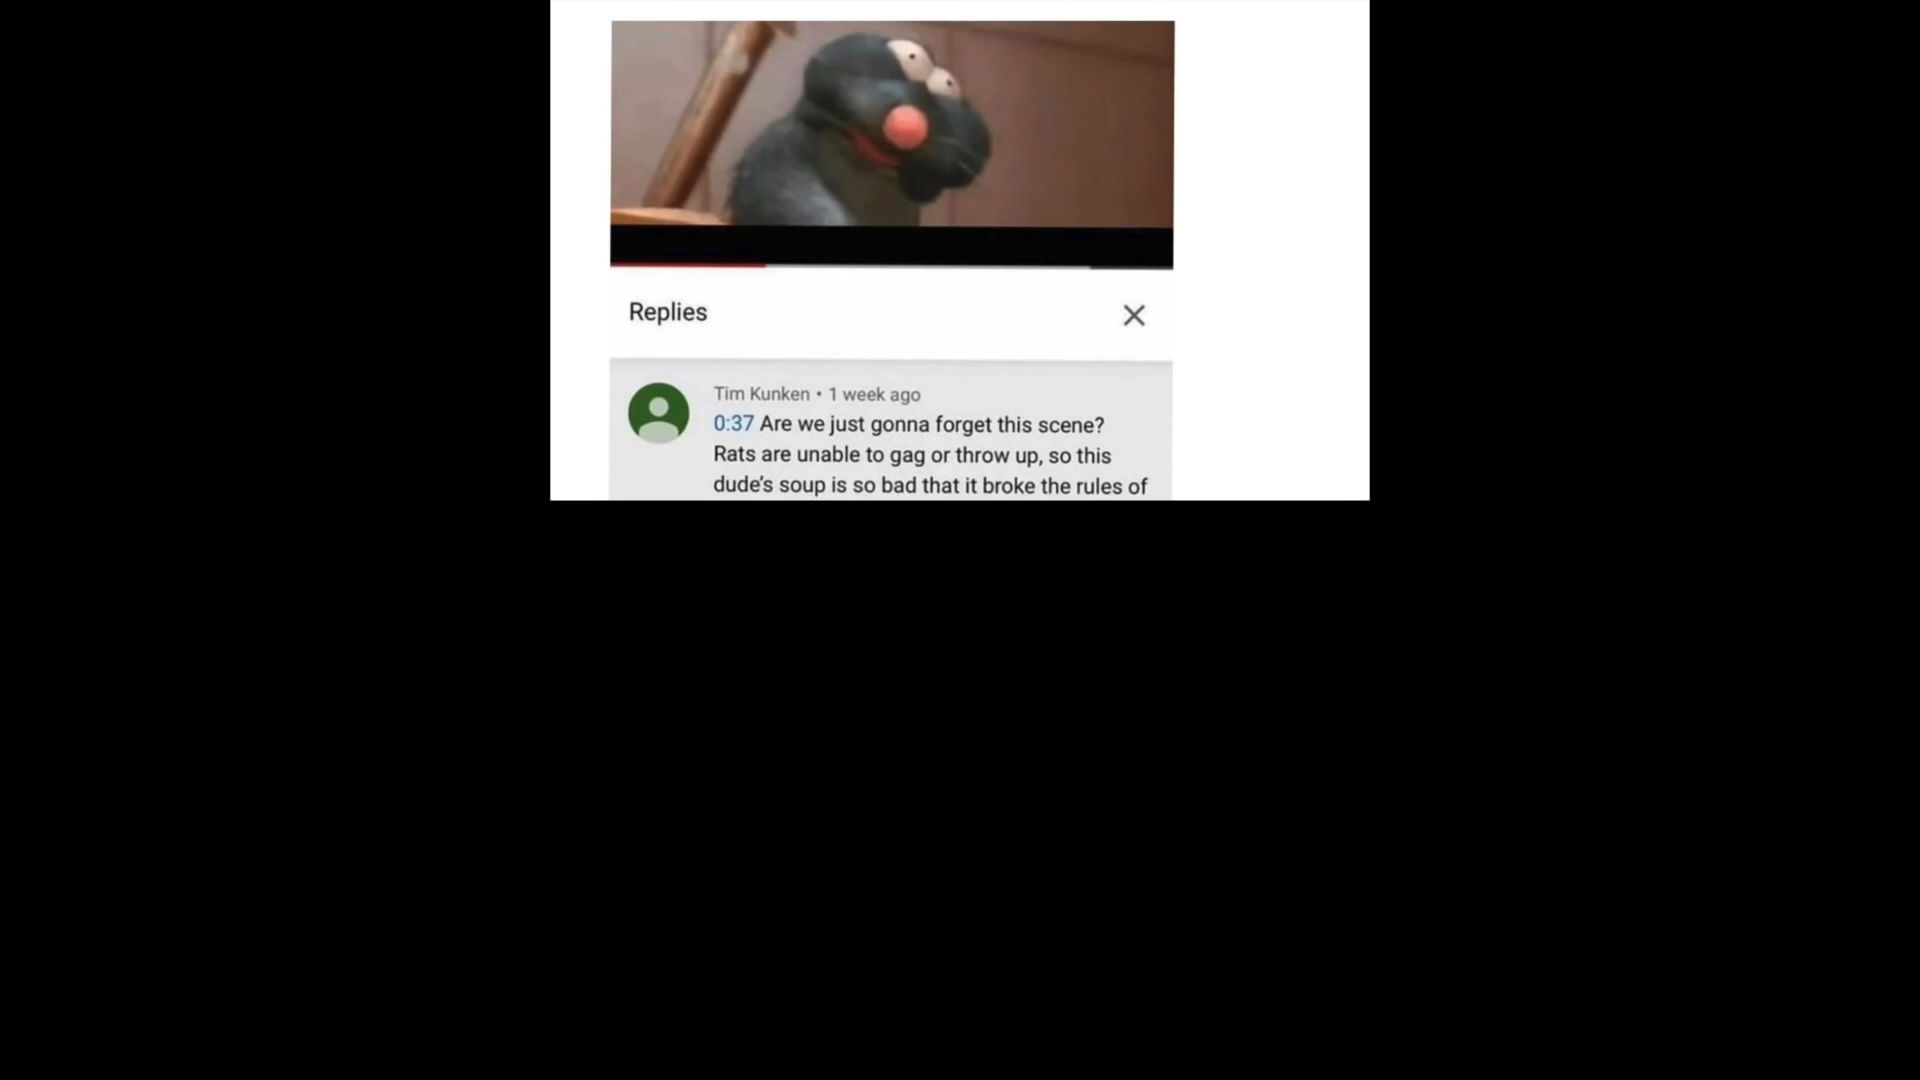 Replies
Tim Kunken • 1 week ago
0:37 Are we just gonna forget this scene?
Rats are unable to gag or throw up, so this
dude’s soup is so bad that it broke the rules of